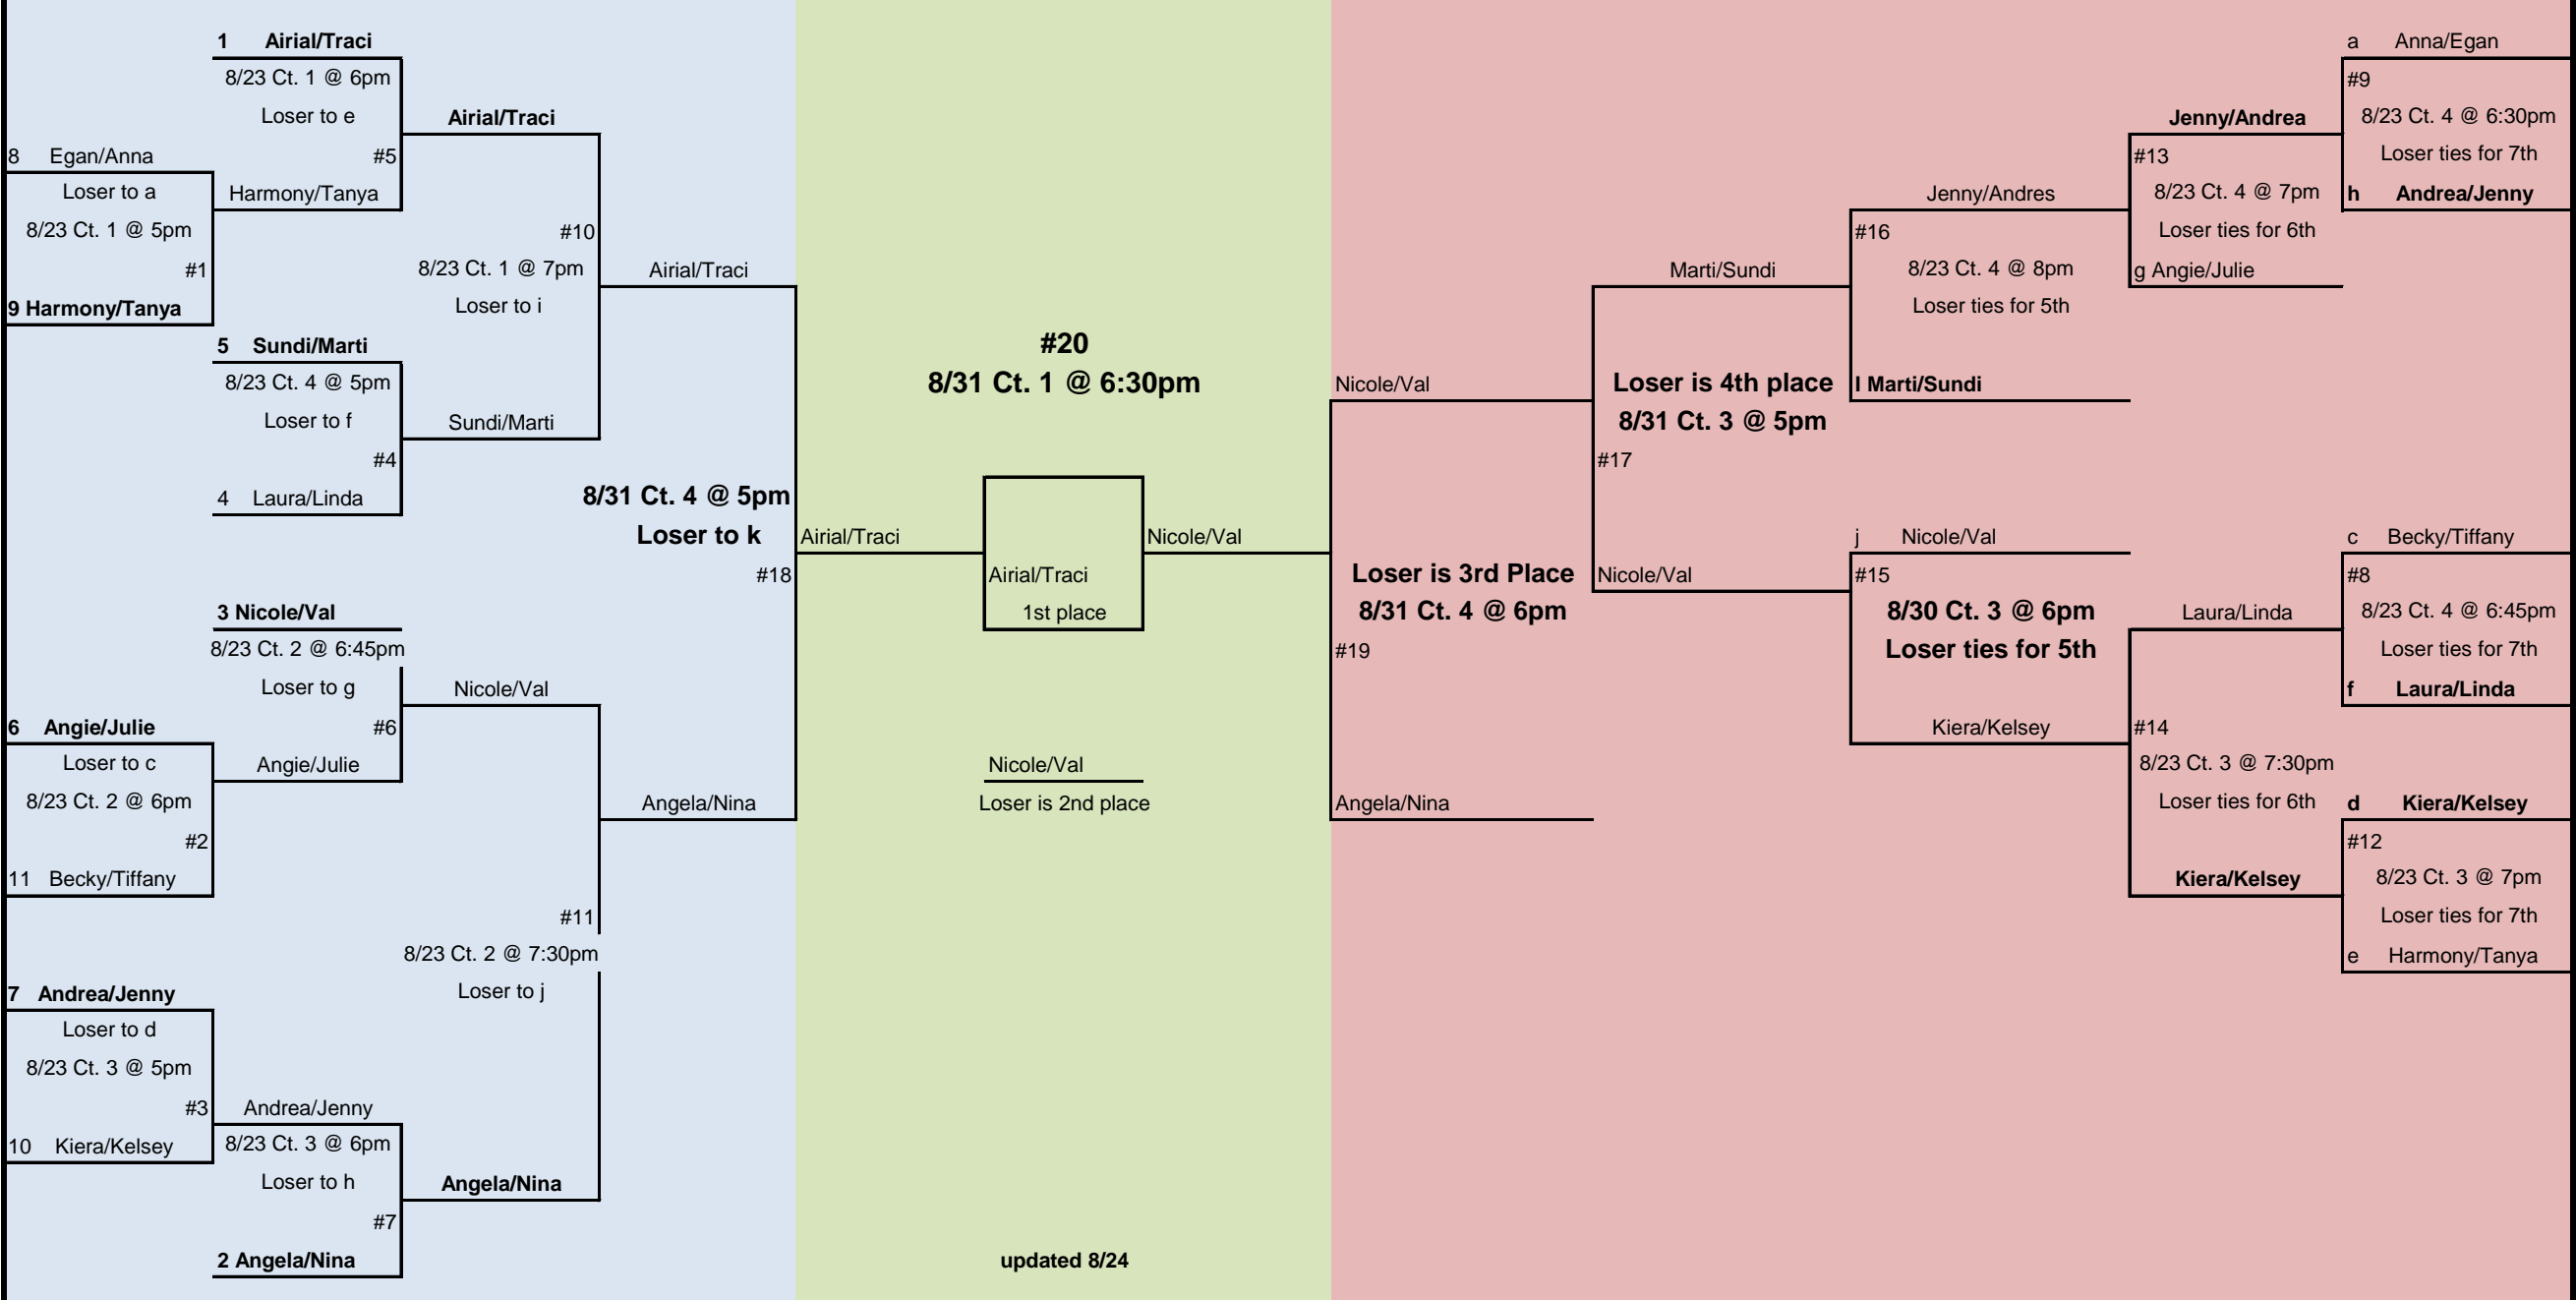 1 Airial/Traci
8/23 Ct. 1 @ 6pm
Loser to e
Airial/Traci
8 Egan/Anna
#5
Loser to a
Harmony/Tanya
8/23 Ct. 1 @ 5pm
#10
#1
8/23 Ct. 1 @ 7pm
Airial/Traci
9 Harmony/Tanya
Loser to i
5 Sundi/Marti
8/23 Ct. 4 @ 5pm
Loser to f
Sundi/Marti
#4
4 Laura/Linda
8/31 Ct. 4 @ 5pm
Loser to k
#18
3 Nicole/Val
8/23 Ct. 2 @ 6:45pm
Loser to g
Nicole/Val
6 Angie/Julie
#6
Loser to c
Angie/Julie
8/23 Ct. 2 @ 6pm
Angela/Nina
#2
11 Becky/Tiffany
#11
8/23 Ct. 2 @ 7:30pm
7 Andrea/Jenny
Loser to j
Loser to d
8/23 Ct. 3 @ 5pm
#3
Andrea/Jenny
10 Kiera/Kelsey
8/23 Ct. 3 @ 6pm
Loser to h
Angela/Nina
#7
2 Angela/Nina
#20
8/31 Ct. 1 @ 6:30pm
Airial/Traci
Nicole/Val
Airial/Traci
1st place
Nicole/Val
Loser is 2nd place
updated 8/24
a Anna/Egan
#9
Jenny/Andrea
8/23 Ct. 4 @ 6:30pm
#13
Loser ties for 7th
Jenny/Andres
8/23 Ct. 4 @ 7pm
h Andrea/Jenny
#16
Loser ties for 6th
Marti/Sundi
8/23 Ct. 4 @ 8pm
g Angie/Julie
Loser ties for 5th
Nicole/Val
Loser is 4th place
l Marti/Sundi
8/31 Ct. 3 @ 5pm
#17
j Nicole/Val
c Becky/Tiffany
Loser is 3rd Place
Nicole/Val
#15
#8
8/31 Ct. 4 @ 6pm
8/30 Ct. 3 @ 6pm
Laura/Linda
8/23 Ct. 4 @ 6:45pm
#19
Loser ties for 5th
Loser ties for 7th
f Laura/Linda
Kiera/Kelsey
#14
8/23 Ct. 3 @ 7:30pm
Angela/Nina
Loser ties for 6th
d Kiera/Kelsey
#12
Kiera/Kelsey
8/23 Ct. 3 @ 7pm
Loser ties for 7th
e Harmony/Tanya